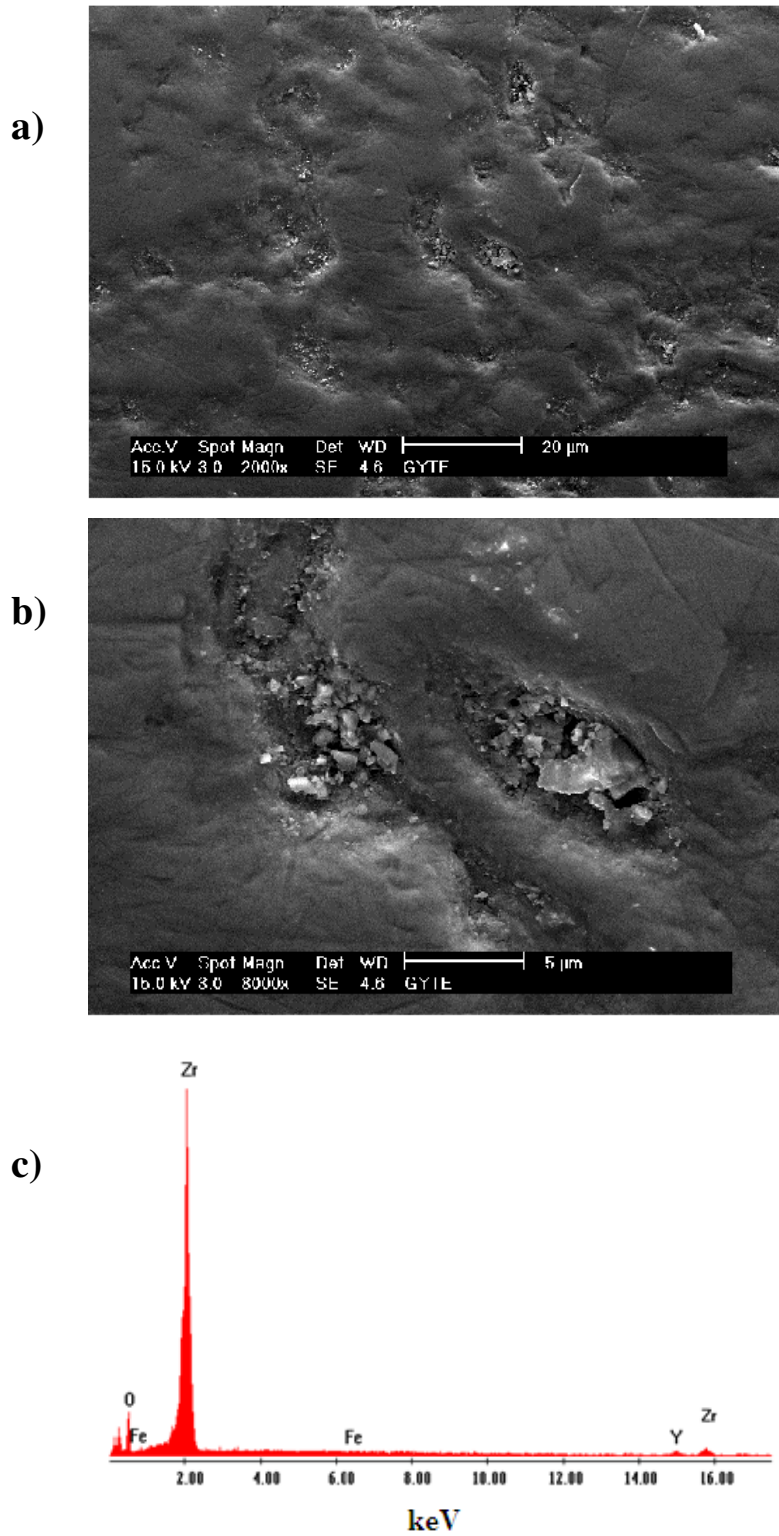 a)
Acc.V Spot Magn Det WD 20 µm
15.0 kV 3.0 2000x SE 4.6 GYTE
b)
Acc V Spot Magn Det WD 5 µm
15.0 kV 3.0 8000x SE 4.6 GYTE
c)
Zr
O
Fe
Fe
Y
Zr
2.00 4.00 6.00 8.00 10.00 12.00 14.00 16.00
keV